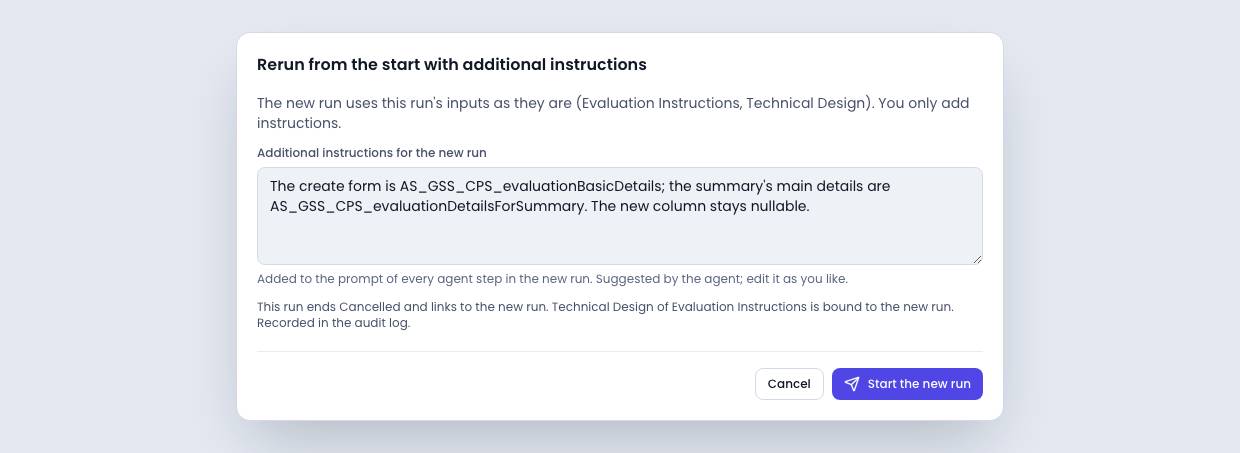 Rerun from the start with additional instructions
The new run uses this run's inputs as they are (Evaluation Instructions, Technical Design). You only add
instructions.
Additional instructions for the new run
The create form is AS_GSS_CPS_evaluationBasicDetails; the summary's main details are
AS_GSS_CPS_evaluationDetailsForSummary. The new column stays nullable.
Added to the prompt of every agent step in the new run. Suggested by the agent; edit it as you like.
This run ends Cancelled and links to the new run. Technical Design of Evaluation Instructions is bound to the new run.
Recorded in the audit log.
Cancel
Start the new run